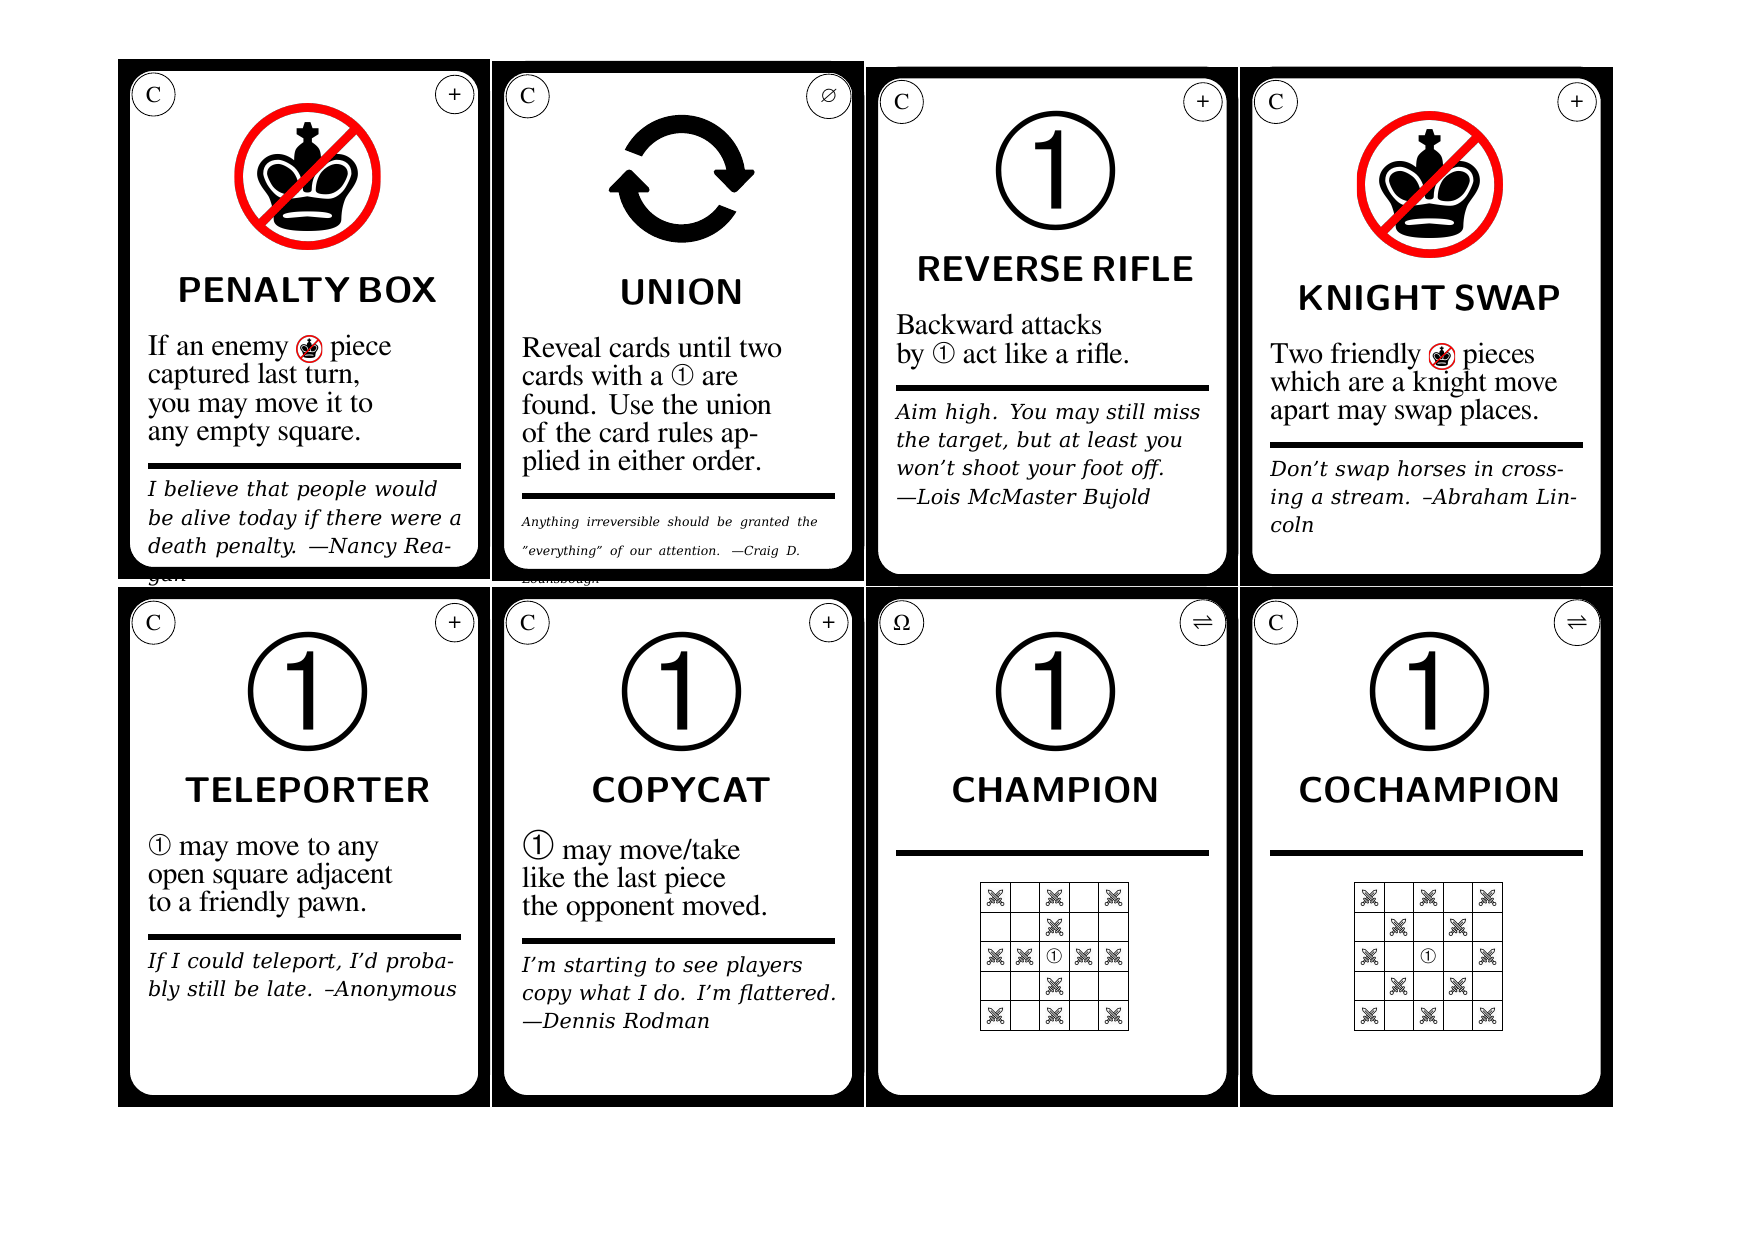 C +
①
PENALTY BOX
If an enemy piece
captured last turn,
you may move it to
any empty square.
I believe that people would
be alive today if there were a
death penalty. —Nancy Rea-
gan
C ∅
UNION
Reveal cards until two
cards with a ① are
found. Use the union
of the card rules ap-
plied in either order.
Anything irreversible should be granted the
”everything” of our attention. —Craig D.
Lounsbough
C +
①
REVERSE RIFLE
Backward attacks
by ① act like a rifle.
Aim high. You may still miss
the target, but at least you
won’t shoot your foot off.
—Lois McMaster Bujold
C +
KNIGHT SWAP
Two friendly pieces
which are a knight move
apart may swap places.
Don’t swap horses in cross-
ing a stream. –Abraham Lin-
coln
C +
①
TELEPORTER
① may move to any
open square adjacent
to a friendly pawn.
If I could teleport, I’d proba-
bly still be late. –Anonymous
C +
①
COPYCAT
① may move/take
like the last piece
the opponent moved.
I’m starting to see players
copy what I do. I’m flattered.
—Dennis Rodman
Ω ⇌
①
CHAMPION
①
C ⇌
①
COCHAMPION
①